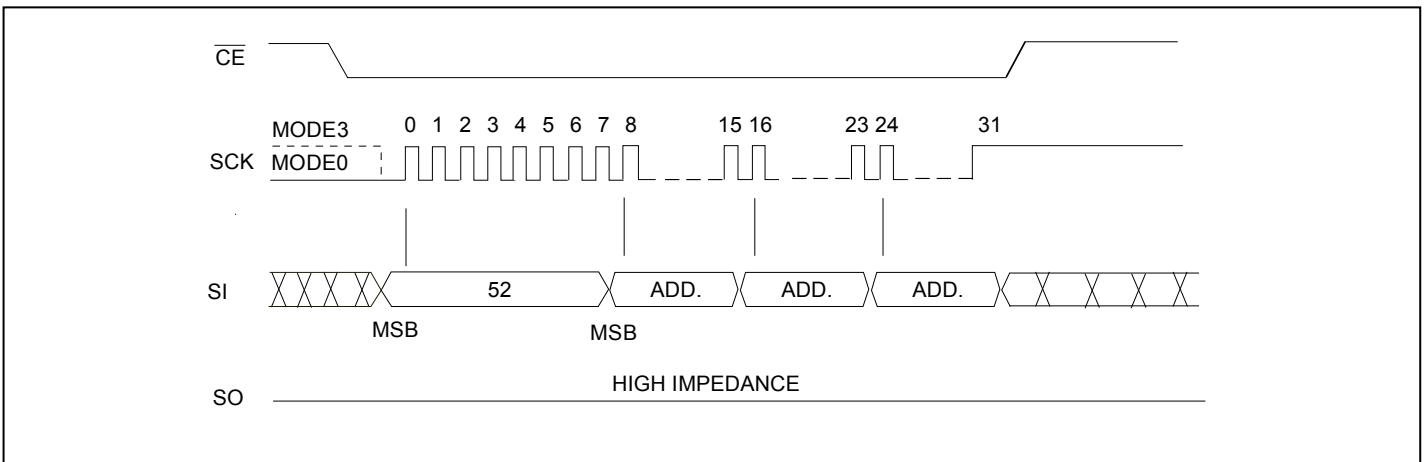 CE
MODE3 0 1 2 3 4 5 6 7 8 15 16 23 24 31
SCK MODE0
SI 52 ADD. ADD. ADD.
MSB MSB
HIGH IMPEDANCE
SO